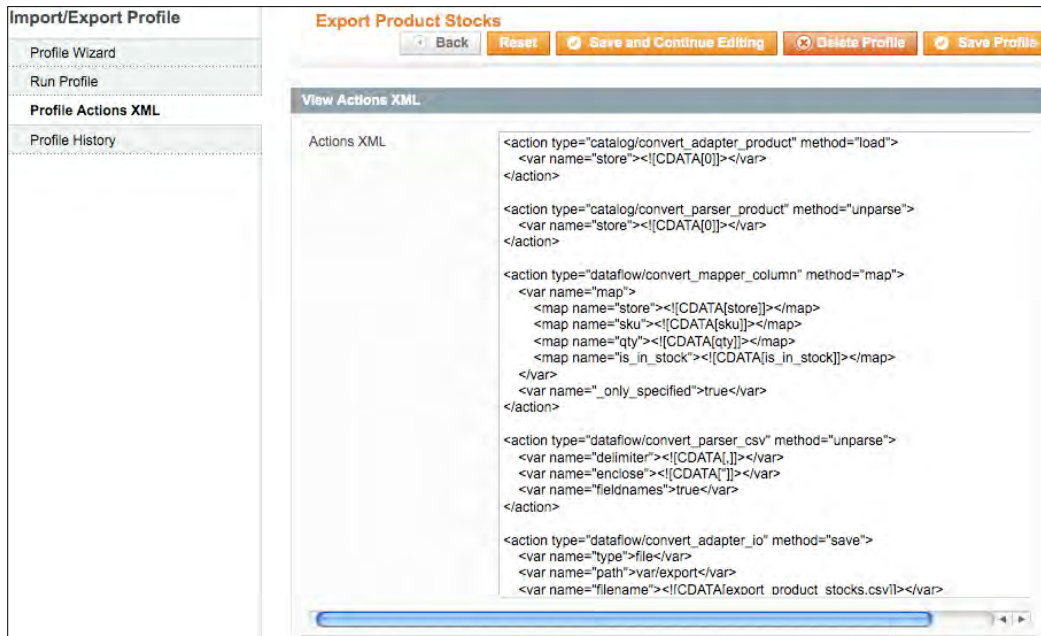 Import/Export Profile
Profile Wizard
Run Profile
Profile Actions XML
Profile History
Export Product Stocks
Back Reset Save and Continue Editing Delete Profile Save Profile
View Actions XML
Actions XML
<action type="catalog/convert_adapter_product" method="load">
<var name="store"><![CDATA[0]]></var>
</action>
<action type="catalog/convert_parser_product" method="unparse">
<var name="store"><![CDATA[0]]></var>
</action>
<action type="dataflow/convert_mapper_column" method="map">
<var name="map">
<map name="store"><![CDATA[store]]></map>
<map name="sku"><![CDATA[sku]]></map>
<map name="qty"><![CDATA[qty]]></map>
<map name="is_in_stock"><![CDATA[is_in_stock]]></map>
</var>
<var name="_only_specified">true</var>
</action>
<action type="dataflow/convert_parser_csv" method="unparse">
<var name="delimiter"><![CDATA[,]]></var>
<var name="enclose"><![CDATA["]]></var>
<var name="fieldnames">true</var>
</action>
<action type="dataflow/convert_adapter_io" method="save">
<var name="type">file</var>
<var name="path">var/export</var>
<var name="filename"><![CDATA[export_product_stocks.csv]]></var>